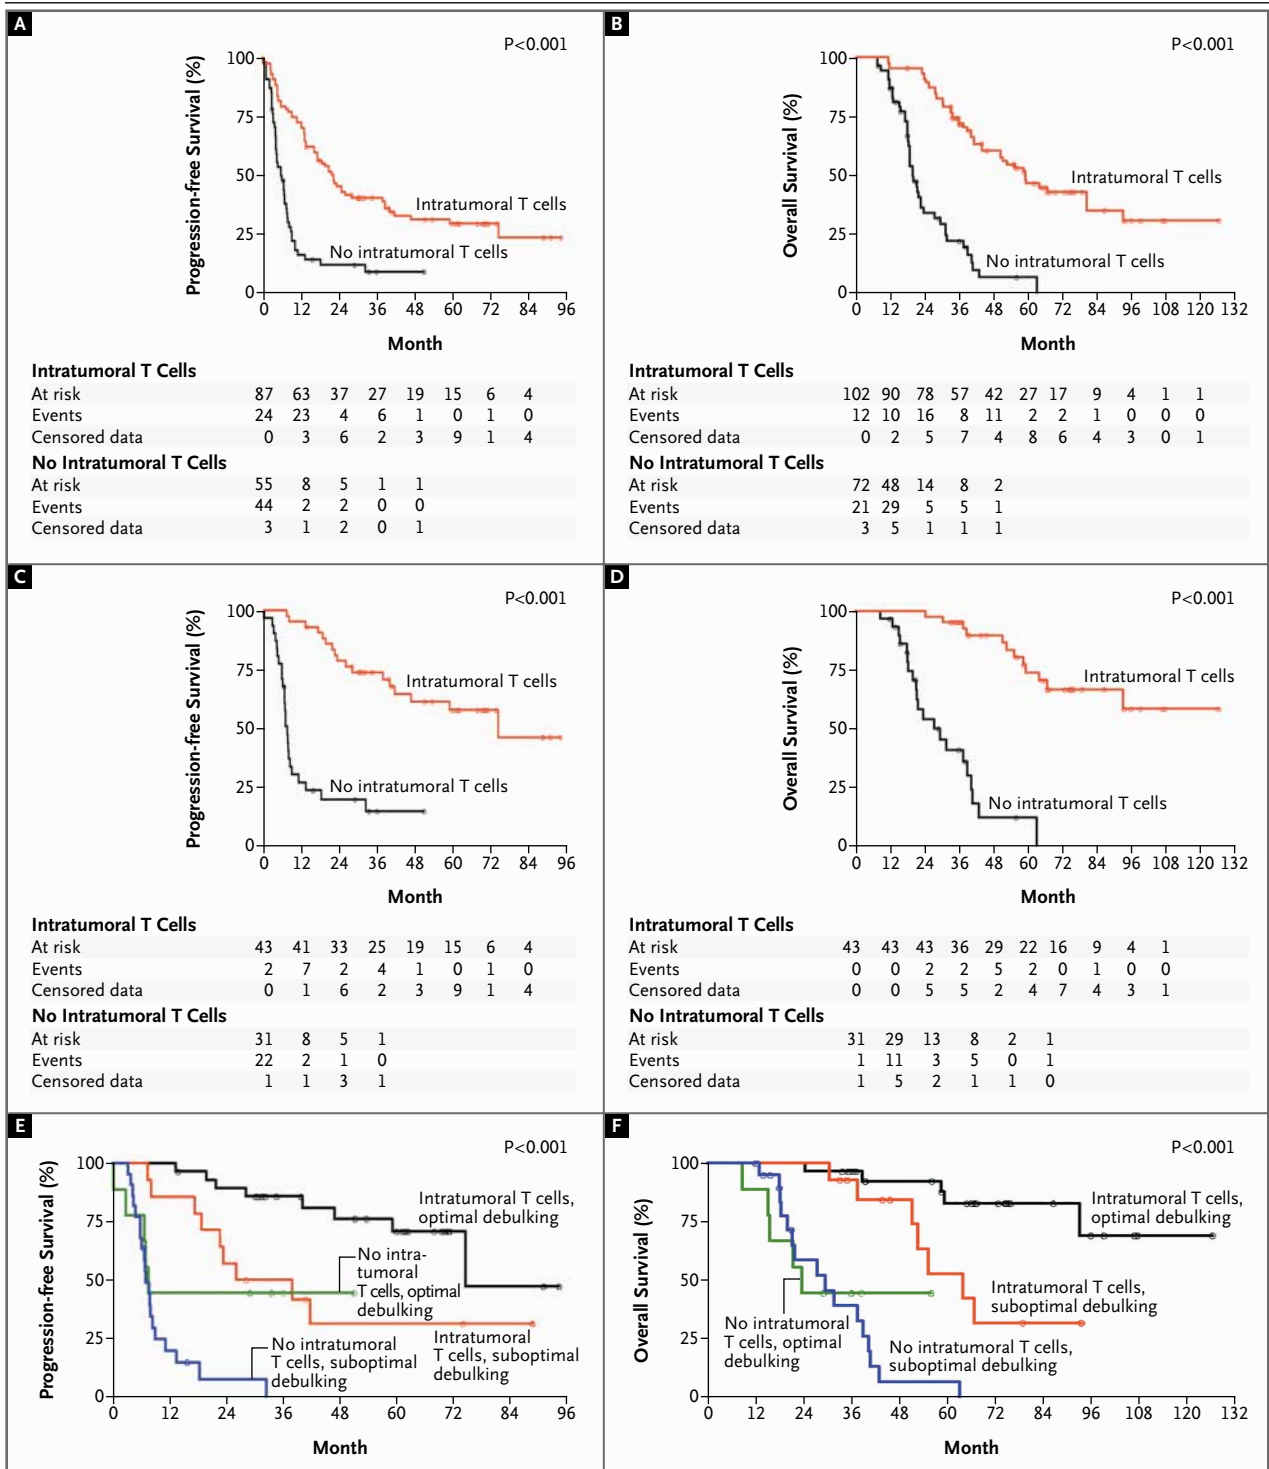 A
P<0.001
Progression-free Survival (%)
100
75
50
25
0
Intratumoral T cells
No intratumoral T cells
0 12 24 36 48 60 72 84 96
Month
Intratumoral T Cells
At risk 87 63 37 27 19 15 6 4
Events 24 23 4 6 1 0 1 0
Censored data 0 3 6 2 3 9 1 4
No Intratumoral T Cells
At risk 55 8 5 1 1
Events 44 2 2 0 0
Censored data 3 1 2 0 1
B
P<0.001
Overall Survival (%)
100
75
50
25
0
Intratumoral T cells
No intratumoral T cells
0 12 24 36 48 60 72 84 96 108 120 132
Month
Intratumoral T Cells
At risk 102 90 78 57 42 27 17 9 4 1 1
Events 12 10 16 8 11 2 2 1 0 0 0
Censored data 0 2 5 7 4 8 6 4 3 0 1
No Intratumoral T Cells
At risk 72 48 14 8 2
Events 21 29 5 5 1
Censored data 3 5 1 1 1
C
P<0.001
Progression-free Survival (%)
100
75
50
25
0
Intratumoral T cells
No intratumoral T cells
0 12 24 36 48 60 72 84 96
Month
Intratumoral T Cells
At risk 43 41 33 25 19 15 6 4
Events 2 7 2 4 1 0 1 0
Censored data 0 1 6 2 3 9 1 4
No Intratumoral T Cells
At risk 31 8 5 1
Events 22 2 1 0
Censored data 1 1 3 1
D
P<0.001
Overall Survival (%)
100
75
50
25
0
Intratumoral T cells
No intratumoral T cells
0 12 24 36 48 60 72 84 96 108 120 132
Month
Intratumoral T Cells
At risk 43 43 43 36 29 22 16 9 4 1
Events 0 0 2 2 5 2 0 1 0 0
Censored data 0 0 5 5 2 4 7 4 3 1
No Intratumoral T Cells
At risk 31 29 13 8 2 1
Events 1 11 3 5 0 1
Censored data 1 5 2 1 1 0
E
P<0.001
Progression-free Survival (%)
100
75
50
25
0
Intratumoral T cells,
optimal debulking
No intra-
tumoral
T cells, optimal
debulking
No intratumoral
T cells, suboptimal
debulking
Intratumoral
T cells, suboptimal
debulking
0 12 24 36 48 60 72 84 96
Month
F
P<0.001
Overall Survival (%)
100
75
50
25
0
Intratumoral T cells,
optimal debulking
Intratumoral T cells,
suboptimal debulking
No intratumoral
T cells, optimal
debulking
No intratumoral T cells,
suboptimal debulking
0 12 24 36 48 60 72 84 96 108 120 132
Month